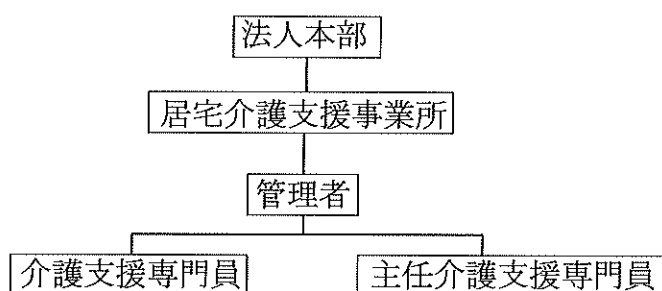 法人本部
居宅介護支援事業所
管理者
介護支援専門員
主任介護支援専門員